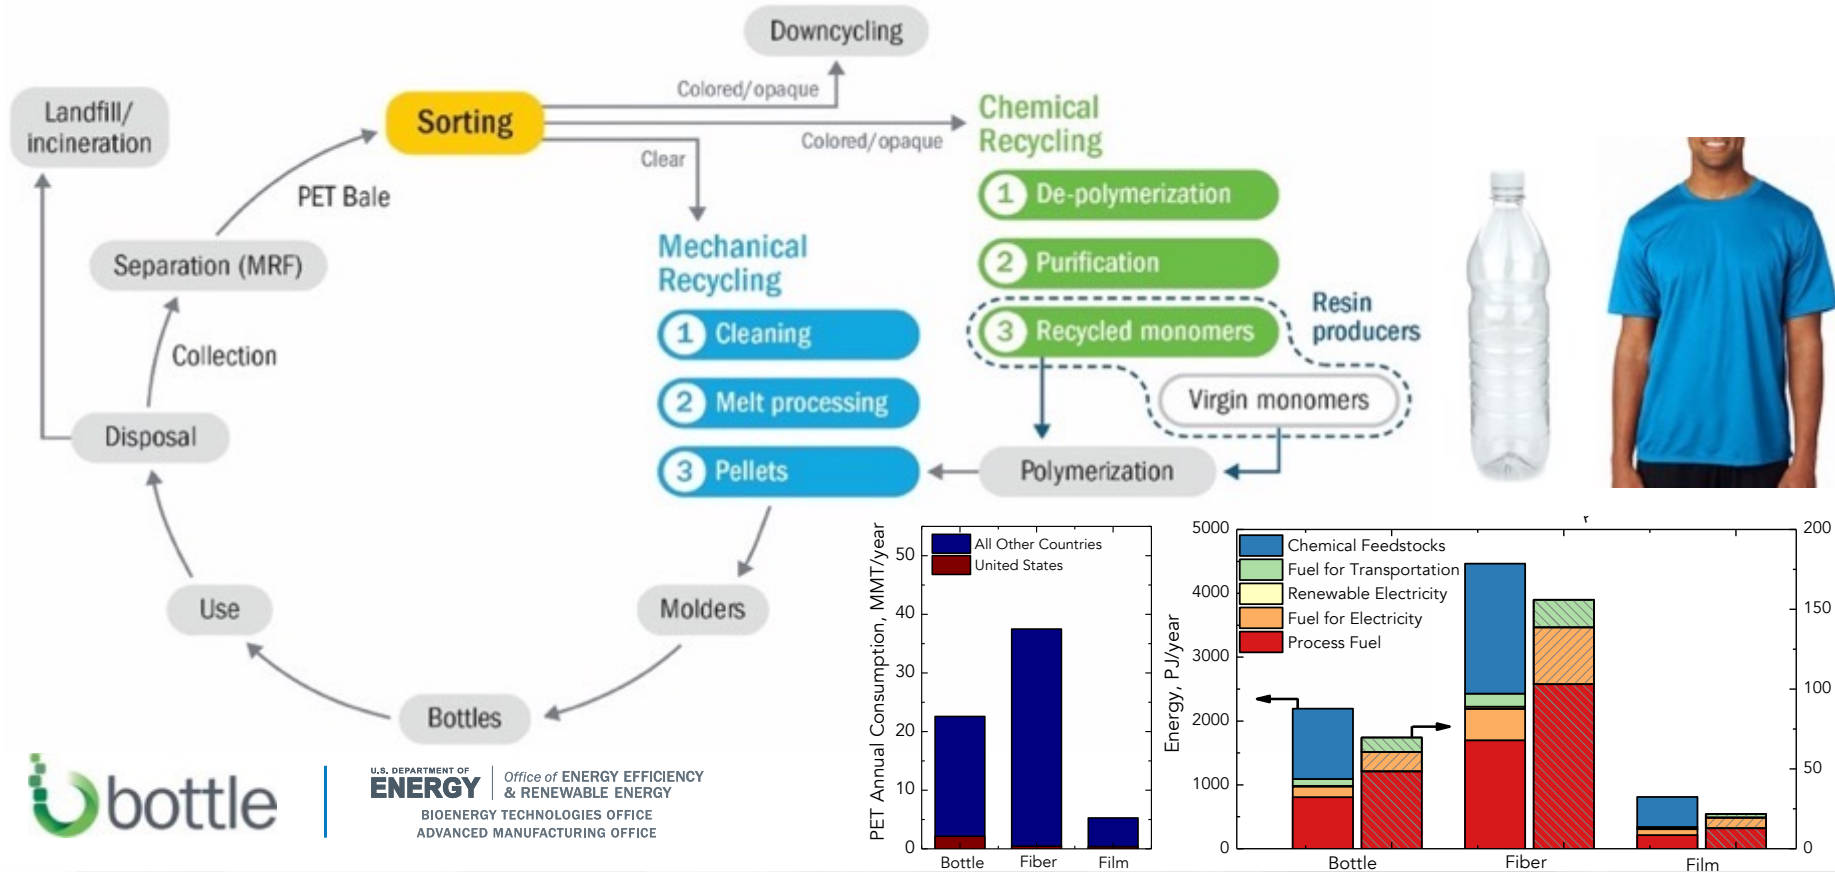 Downcycling
Colored/opaque
Landfill/
incineration
Sorting
Colored/opaque
Clear
PET Bale
Separation (MRF)
Collection
Disposal
Use
Bottles
Molders
Mechanical
Recycling
1 Cleaning
2 Melt processing
3 Pellets
Chemical
Recycling
1 De-polymerization
2 Purification
3 Recycled monomers
Resin
producers
Virgin monomers
Polymerization
bottle
U.S. DEPARTMENT OF
ENERGY
Office of ENERGY EFFICIENCY
& RENEWABLE ENERGY
BIOENERGY TECHNOLOGIES OFFICE
ADVANCED MANUFACTURING OFFICE
PET Annual Consumption, MMT/year
50
40
30
20
10
0
All Other Countries
United States
Bottle Fiber Film
Energy, PJ/year
5000
4000
3000
2000
1000
0
Chemical Feedstocks
Fuel for Transportation
Renewable Electricity
Fuel for Electricity
Process Fuel
200
150
100
50
0
Bottle Fiber Film